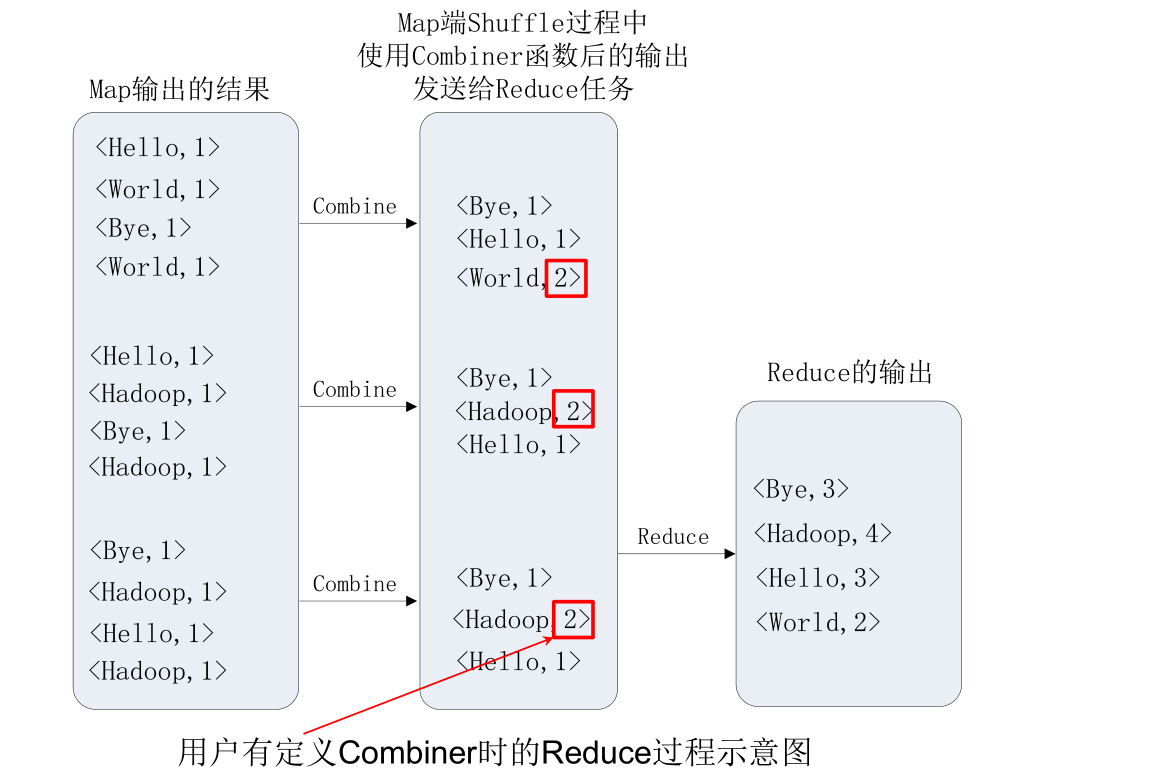 Map端Shuffle过程中
使用Combiner函数后的输出
发送给Reduce任务
Map输出的结果
<Hello,1>
<World,1>
<Bye,1>
<World,1>
Combine
<Bye,1>
<Hello,1>
<World,2>
<Hello,1>
<Hadoop,1>
<Bye,1>
<Hadoop,1>
Combine
<Bye,1>
<Hadoop,2>
<Hello,1>
<Bye,1>
<Hadoop,1>
<Hello,1>
<Hadoop,1>
Combine
<Bye,1>
<Hadoop,2>
<Hello,1>
Reduce
Reduce的输出
<Bye,3>
<Hadoop,4>
<Hello,3>
<World,2>
用户有定义Combiner时的Reduce过程示意图